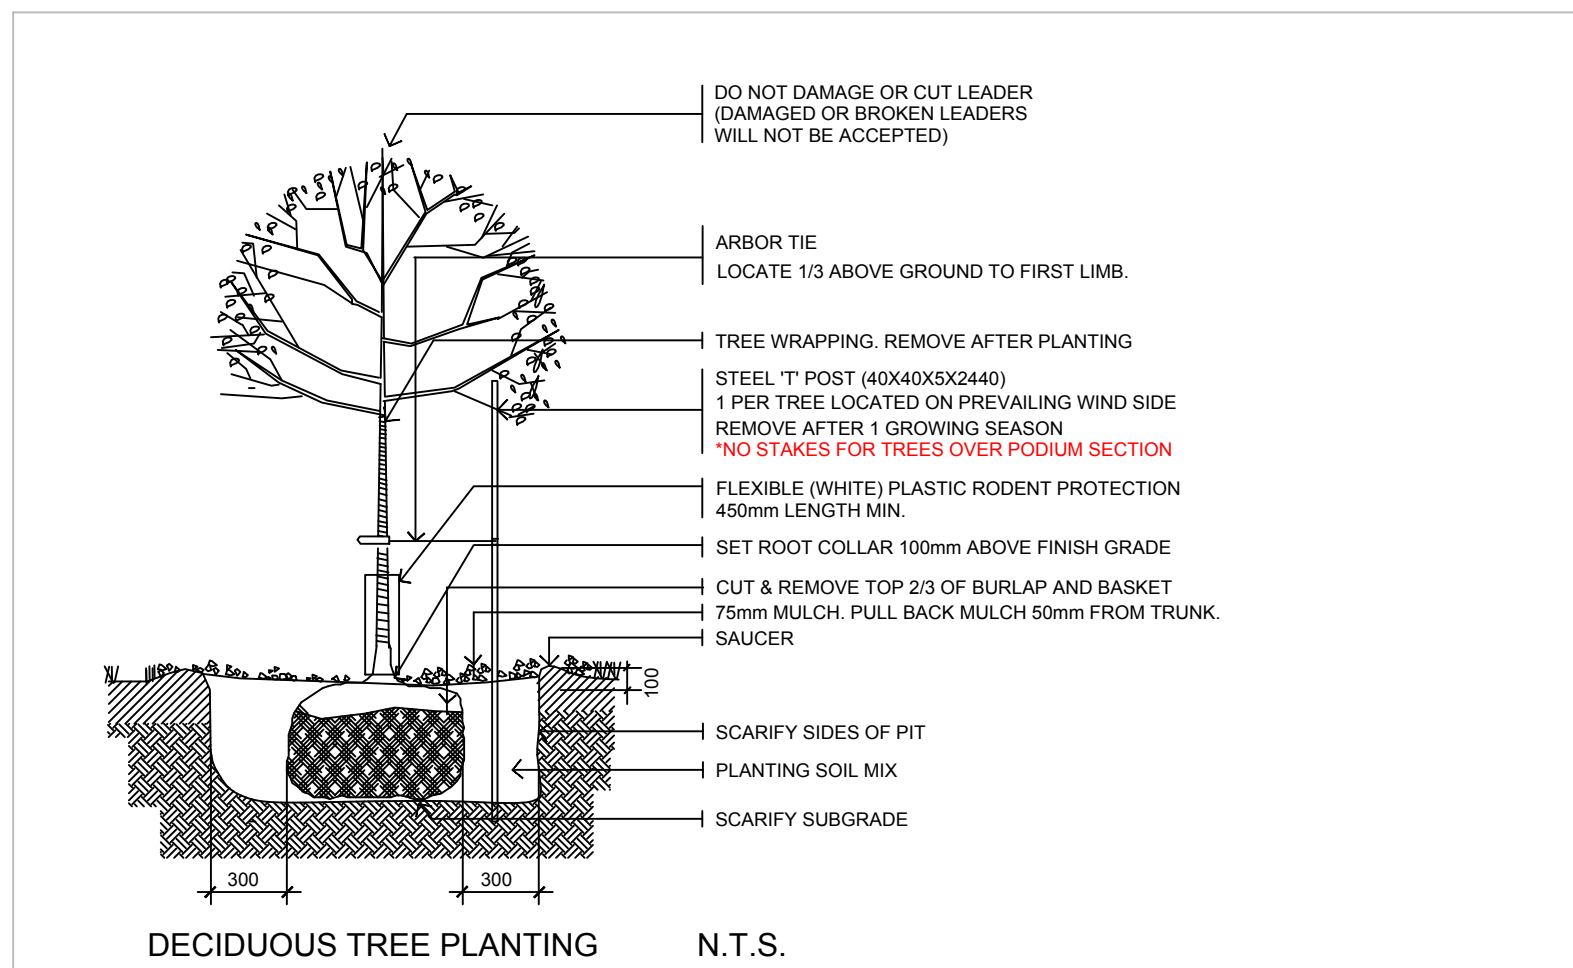 DO NOT DAMAGE OR CUT LEADER
(DAMAGED OR BROKEN LEADERS
WILL NOT BE ACCEPTED)
ARBOR TIE
LOCATE 1/3 ABOVE GROUND TO FIRST LIMB.
TREE WRAPPING. REMOVE AFTER PLANTING
STEEL 'T' POST (40X40X5X2440)
1 PER TREE LOCATED ON PREVAILING WIND SIDE
REMOVE AFTER 1 GROWING SEASON
*NO STAKES FOR TREES OVER PODIUM SECTION
FLEXIBLE (WHITE) PLASTIC RODENT PROTECTION
450mm LENGTH MIN.
SET ROOT COLLAR 100mm ABOVE FINISH GRADE
CUT & REMOVE TOP 2/3 OF BURLAP AND BASKET
75mm MULCH. PULL BACK MULCH 50mm FROM TRUNK.
SAUCER
100
SCARIFY SIDES OF PIT
PLANTING SOIL MIX
SCARIFY SUBGRADE
300
300
DECIDUOUS TREE PLANTING N.T.S.